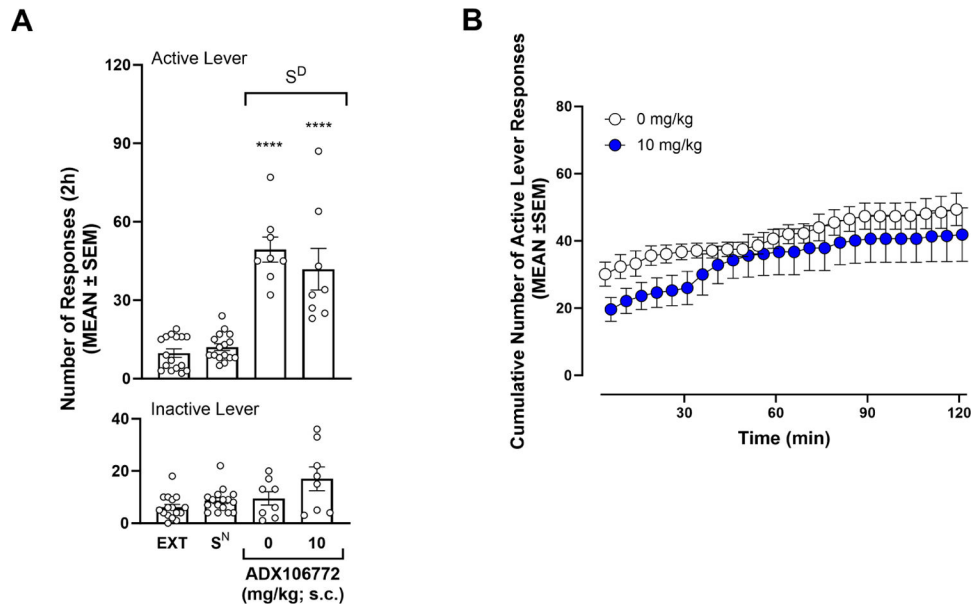 A
Active Lever
S^D
****
****
120
90
60
30
0
Number of Responses (2h)
(MEAN ± SEM)
Inactive Lever
40
20
0
EXT S^N 0 10
ADX106772
(mg/kg; s.c.)
B
Cumulative Number of Active Lever Responses
(MEAN ±SEM)
80
60
40
20
0
0 mg/kg
10 mg/kg
30 60 90 120
Time (min)